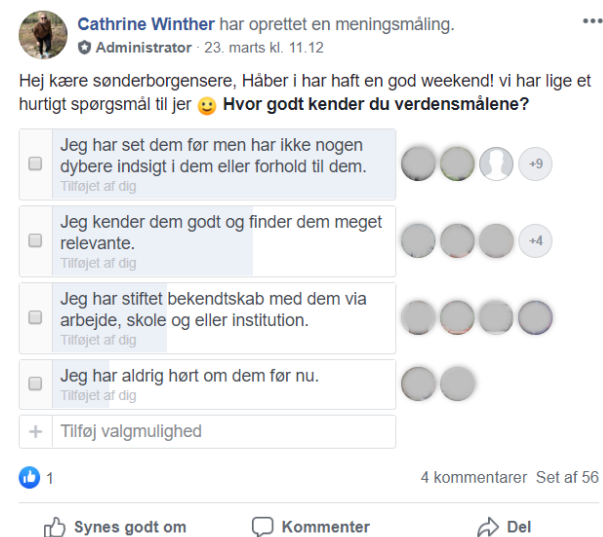 Cathrine Winther har oprettet en meningsmåling.
Administrator · 23. marts kl. 11.12
Hej kære sønderborgensere, Håber i har haft en god weekend! vi har lige et
hurtigt spørgsmål til jer 🙂 Hvor godt kender du verdensmålene?
Jeg har set dem før men har ikke nogen
dybere indsigt i dem eller forhold til dem.
Tilføjet af dig
+9
Jeg kender dem godt og finder dem meget
relevante.
Tilføjet af dig
+4
Jeg har stiftet bekendtskab med dem via
arbejde, skole og eller institution.
Tilføjet af dig
Jeg har aldrig hørt om dem før nu.
Tilføjet af dig
+ Tilføj valgmulighed
1
4 kommentarer Set af 56
Synes godt om Kommenter Del